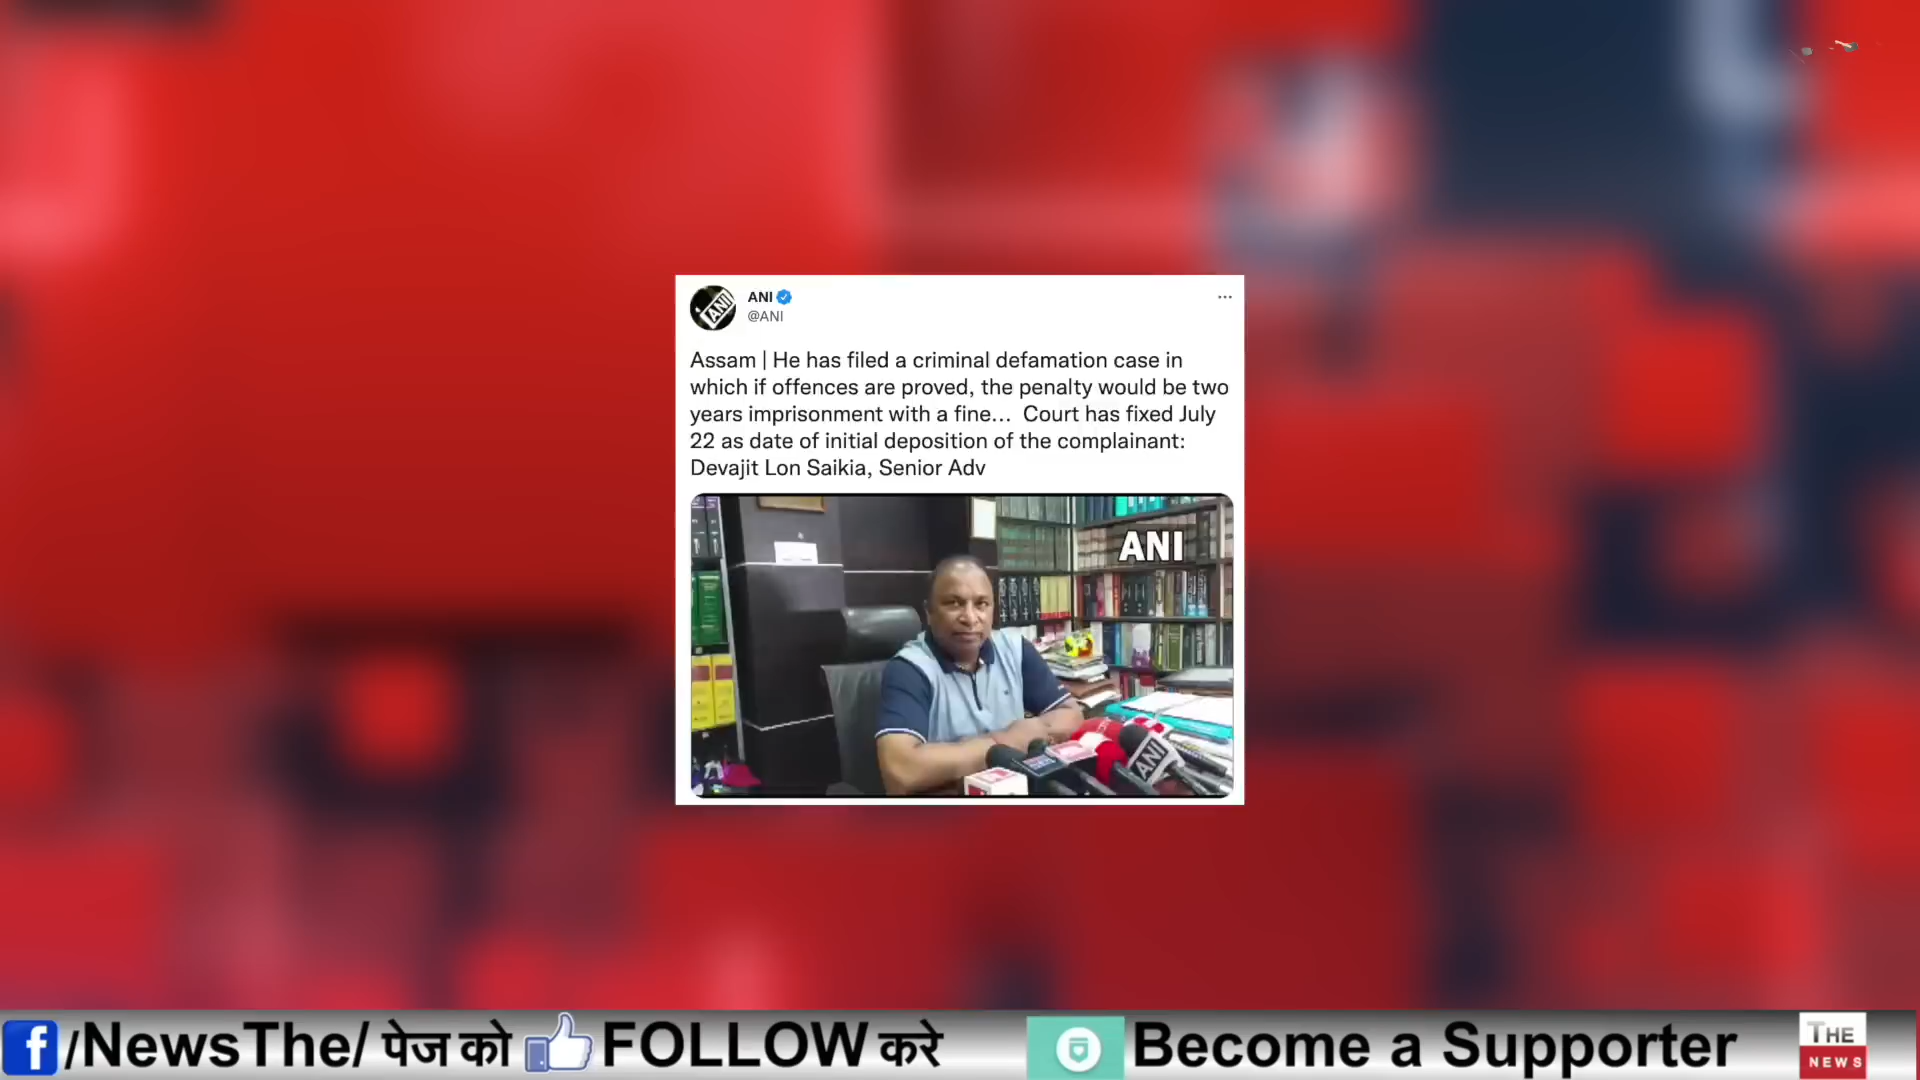 ANI
@ANI
Assam | He has filed a criminal defamation case in
which if offences are proved, the penalty would be two
years imprisonment with a fine... Court has fixed July
22 as date of initial deposition of the complainant:
Devajit Lon Saikia, Senior Adv
ANI
ANI
ANI
/NewsThe/ पेज को FOLLOW करे
Become a Supporter
THE
NEWS